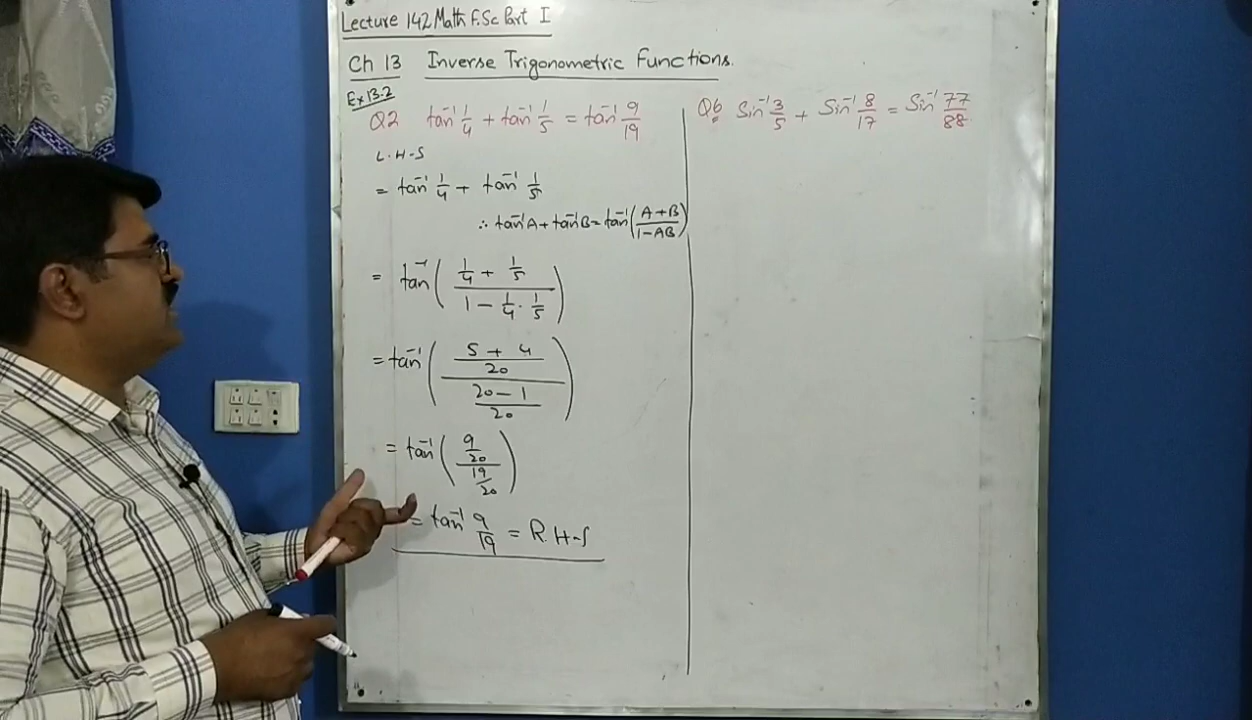 Lecture 142 Math F.Sc Part I
Ch 13 Inverse Trigonometric Functions.
Ex 13.2
Q2 tan⁻¹ 1/4 + tan⁻¹ 1/5 = tan⁻¹ 9/19
L.H-S
= tan⁻¹ 1/4 + tan⁻¹ 1/5
∴ tan⁻¹A + tan⁻¹B = tan⁻¹((A+B)/(1-AB))
= tan⁻¹((1/4 + 1/5)/(1 - 1/4 · 1/5))
= tan⁻¹(((5 + 4)/20)/((20 - 1)/20))
= tan⁻¹((9/20)/(19/20))
= tan⁻¹ 9/19 = R.H-S
Q6 Sin⁻¹ 3/5 + Sin⁻¹ 8/17 = Sin⁻¹ 77/88